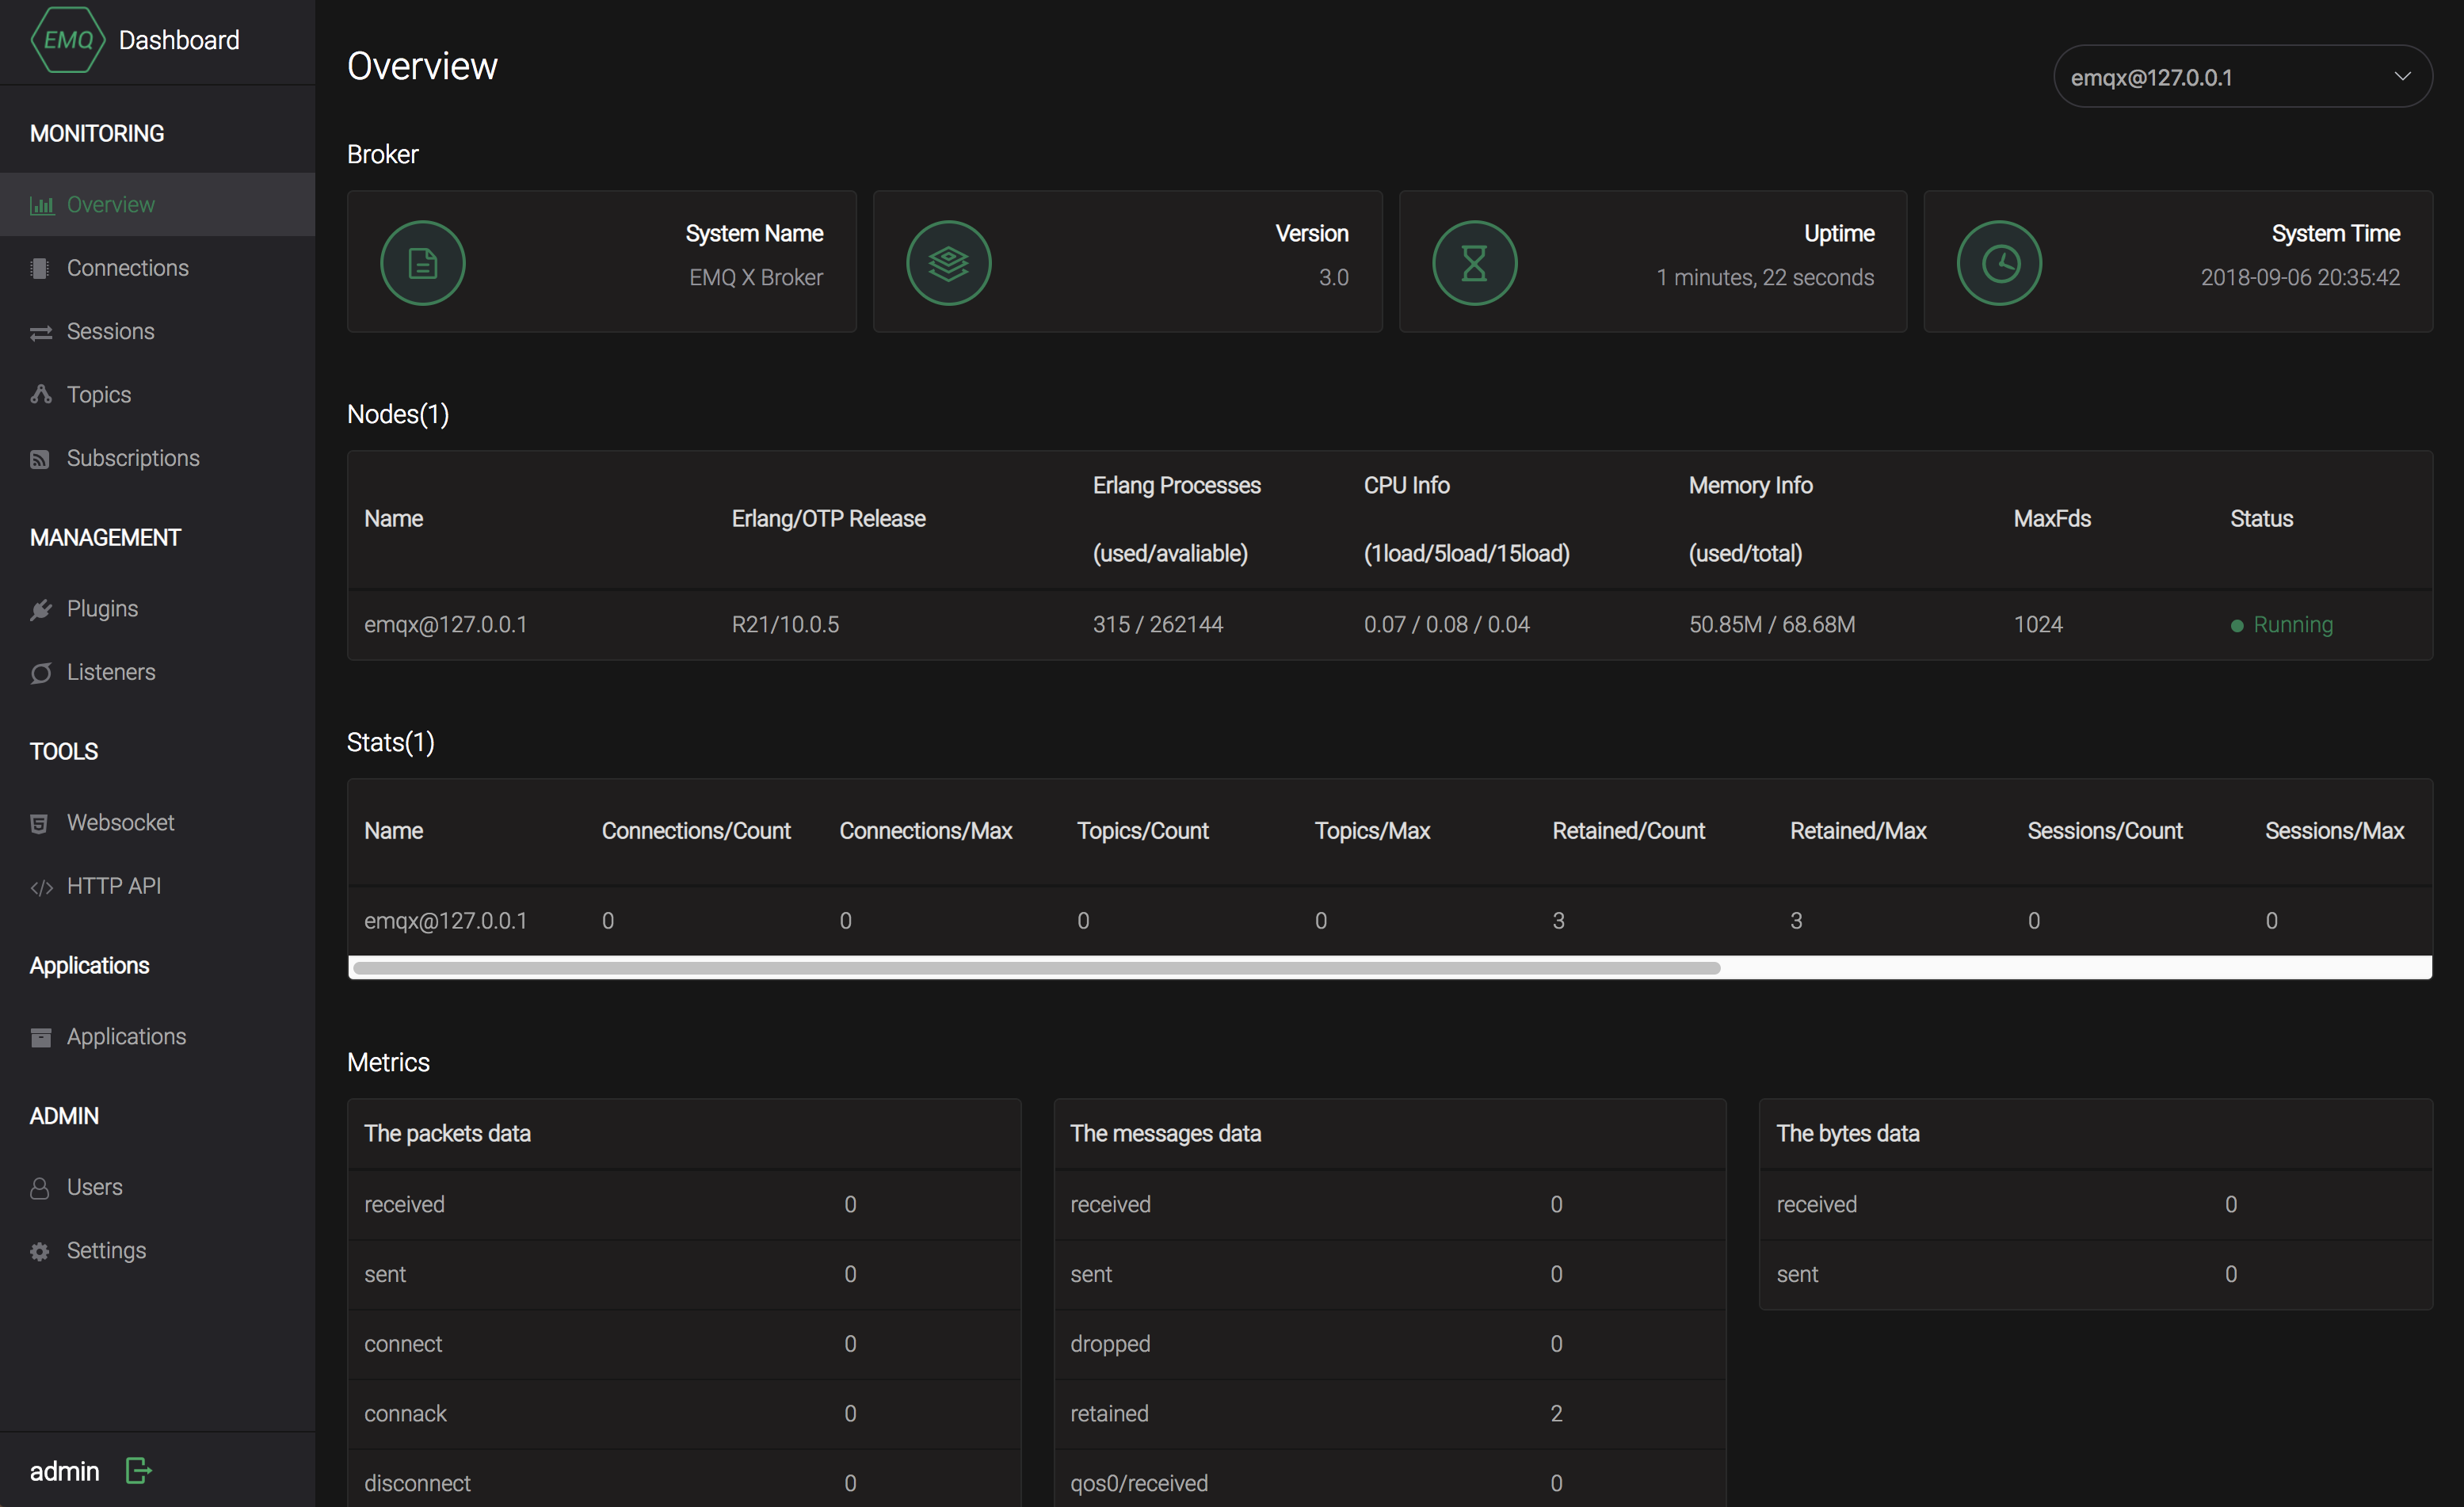 EMQ Dashboard
MONITORING
Overview
Connections
Sessions
Topics
Subscriptions
MANAGEMENT
Plugins
Listeners
TOOLS
Websocket
HTTP API
Applications
Applications
ADMIN
Users
Settings
admin
Overview
emqx@127.0.0.1
Broker
System Name
EMQ X Broker
Version
3.0
Uptime
1 minutes, 22 seconds
System Time
2018-09-06 20:35:42
Nodes(1)
Name Erlang/OTP Release Erlang Processes (used/avaliable) CPU Info (1load/5load/15load) Memory Info (used/total) MaxFds Status
emqx@127.0.0.1 R21/10.0.5 315 / 262144 0.07 / 0.08 / 0.04 50.85M / 68.68M 1024 Running
Stats(1)
Name Connections/Count Connections/Max Topics/Count Topics/Max Retained/Count Retained/Max Sessions/Count Sessions/Max
emqx@127.0.0.1 0 0 0 0 3 3 0 0
Metrics
The packets data
received 0
sent 0
connect 0
connack 0
disconnect 0
The messages data
received 0
sent 0
dropped 0
retained 2
qos0/received 0
The bytes data
received 0
sent 0